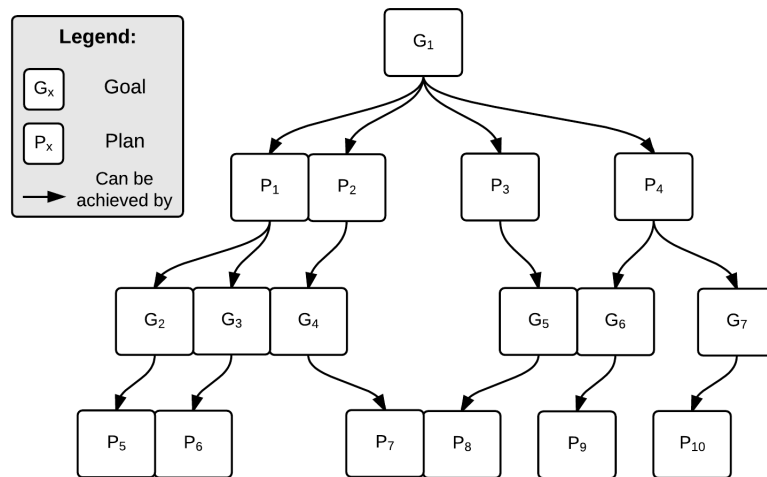 Legend:
Gx Goal
Px Plan
Can be
achieved by
G1
P1 P2 P3 P4
G2 G3 G4 G5 G6 G7
P5 P6 P7 P8 P9 P10